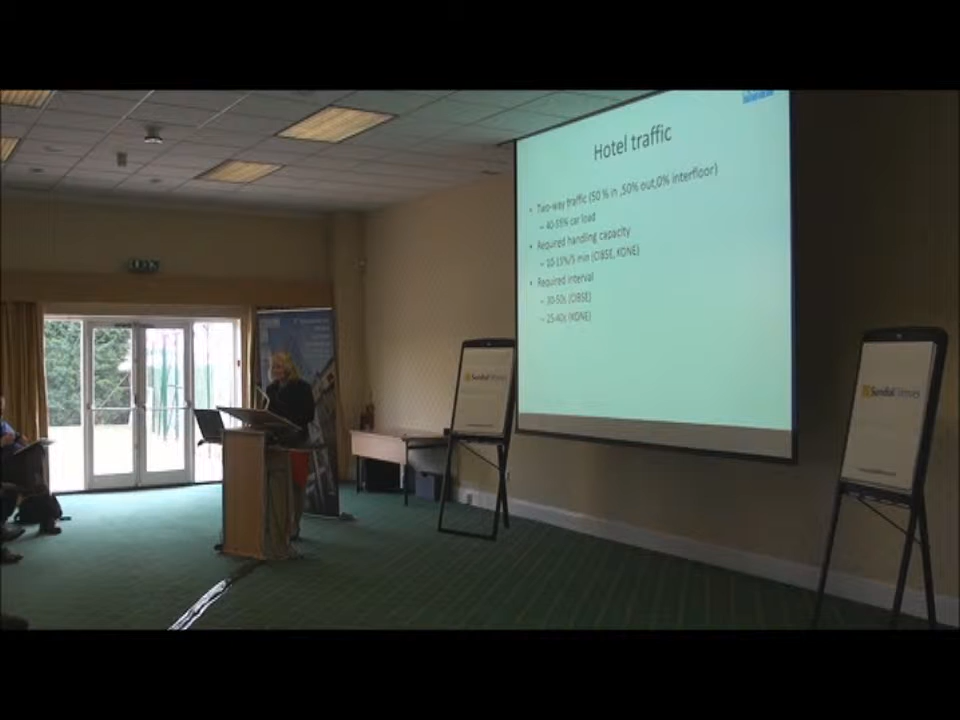 Hotel traffic
• Two-way traffic (50 % in ,50% out,0% interfloor)
– 40-55% car load
• Required handling capacity
– 10-15%/5 min (CIBSE, KONE)
• Required interval
– 30-50s (CIBSE)
– 25-40s (KONE)